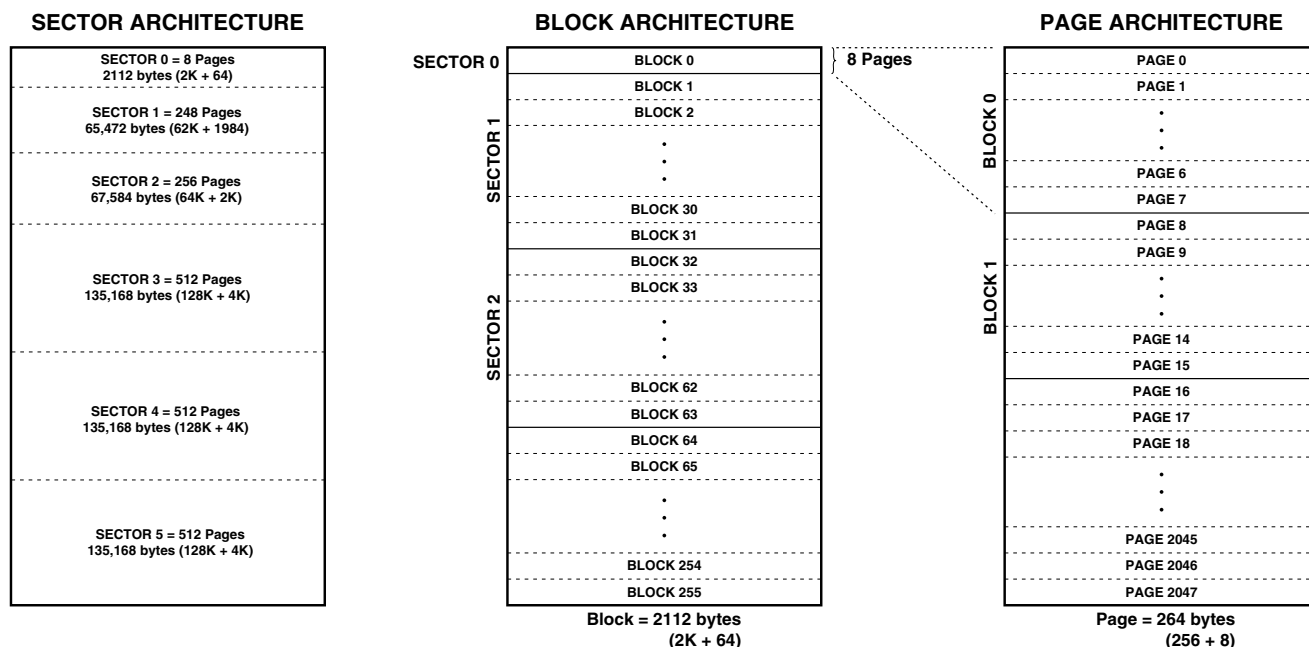 SECTOR ARCHITECTURE
SECTOR 0 = 8 Pages
2112 bytes (2K + 64)
SECTOR 1 = 248 Pages
65,472 bytes (62K + 1984)
SECTOR 2 = 256 Pages
67,584 bytes (64K + 2K)
SECTOR 3 = 512 Pages
135,168 bytes (128K + 4K)
SECTOR 4 = 512 Pages
135,168 bytes (128K + 4K)
SECTOR 5 = 512 Pages
135,168 bytes (128K + 4K)
BLOCK ARCHITECTURE
SECTOR 0
SECTOR 1
SECTOR 2
BLOCK 0
BLOCK 1
BLOCK 2
BLOCK 30
BLOCK 31
BLOCK 32
BLOCK 33
BLOCK 62
BLOCK 63
BLOCK 64
BLOCK 65
BLOCK 254
BLOCK 255
Block = 2112 bytes
(2K + 64)
8 Pages
PAGE ARCHITECTURE
BLOCK 0
BLOCK 1
PAGE 0
PAGE 1
PAGE 6
PAGE 7
PAGE 8
PAGE 9
PAGE 14
PAGE 15
PAGE 16
PAGE 17
PAGE 18
PAGE 2045
PAGE 2046
PAGE 2047
Page = 264 bytes
(256 + 8)